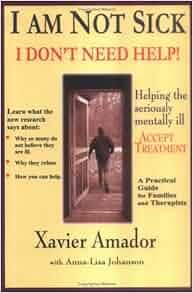 I AM NOT SICK
I DON'T NEED HELP!
Helping the
seriously
mentally ill
ACCEPT
TREATMENT
Learn what the
new research
says about:
• Why so many do
not believe they
are ill.
• Why they refuse
• How you can help.
A Practical
Guide for
Families and
Therapists
Xavier Amador
with Anna-Lisa Johanson